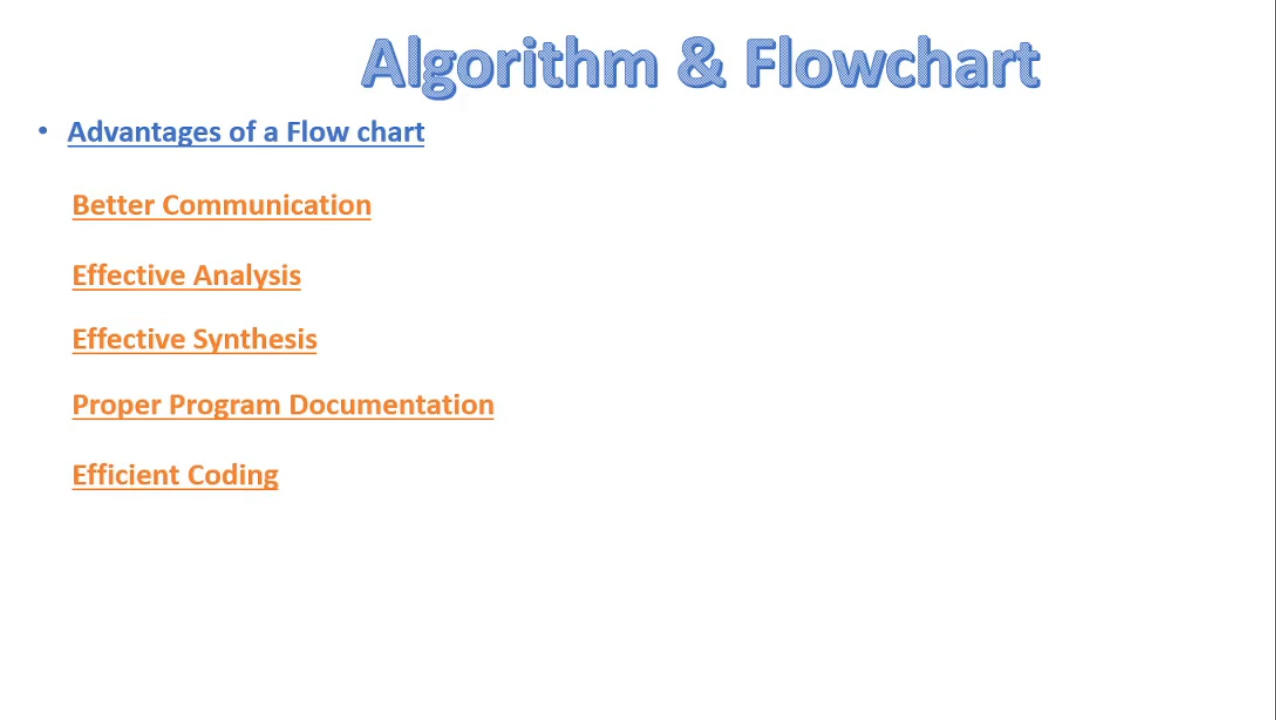 Algorithm & Flowchart
• Advantages of a Flow chart
Better Communication
Effective Analysis
Effective Synthesis
Proper Program Documentation
Efficient Coding